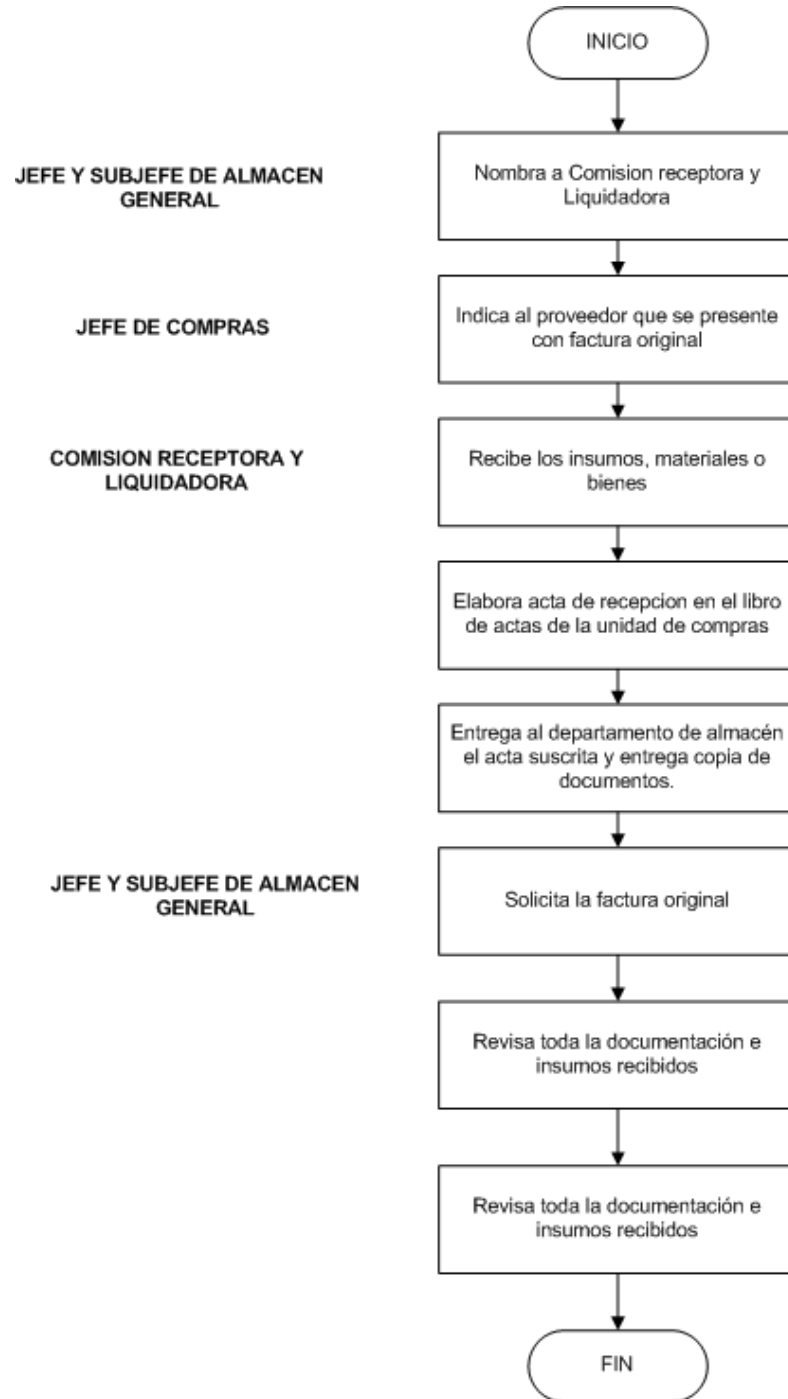 INICIO
JEFE Y SUBJEFE DE ALMACEN
GENERAL
Nombra a Comision receptora y
Liquidadora
JEFE DE COMPRAS
Indica al proveedor que se presente
con factura original
COMISION RECEPTORA Y
LIQUIDADORA
Recibe los insumos, materiales o
bienes
Elabora acta de recepcion en el libro
de actas de la unidad de compras
Entrega al departamento de almacén
el acta suscrita y entrega copia de
documentos.
JEFE Y SUBJEFE DE ALMACEN
GENERAL
Solicita la factura original
Revisa toda la documentación e
insumos recibidos
Revisa toda la documentación e
insumos recibidos
FIN